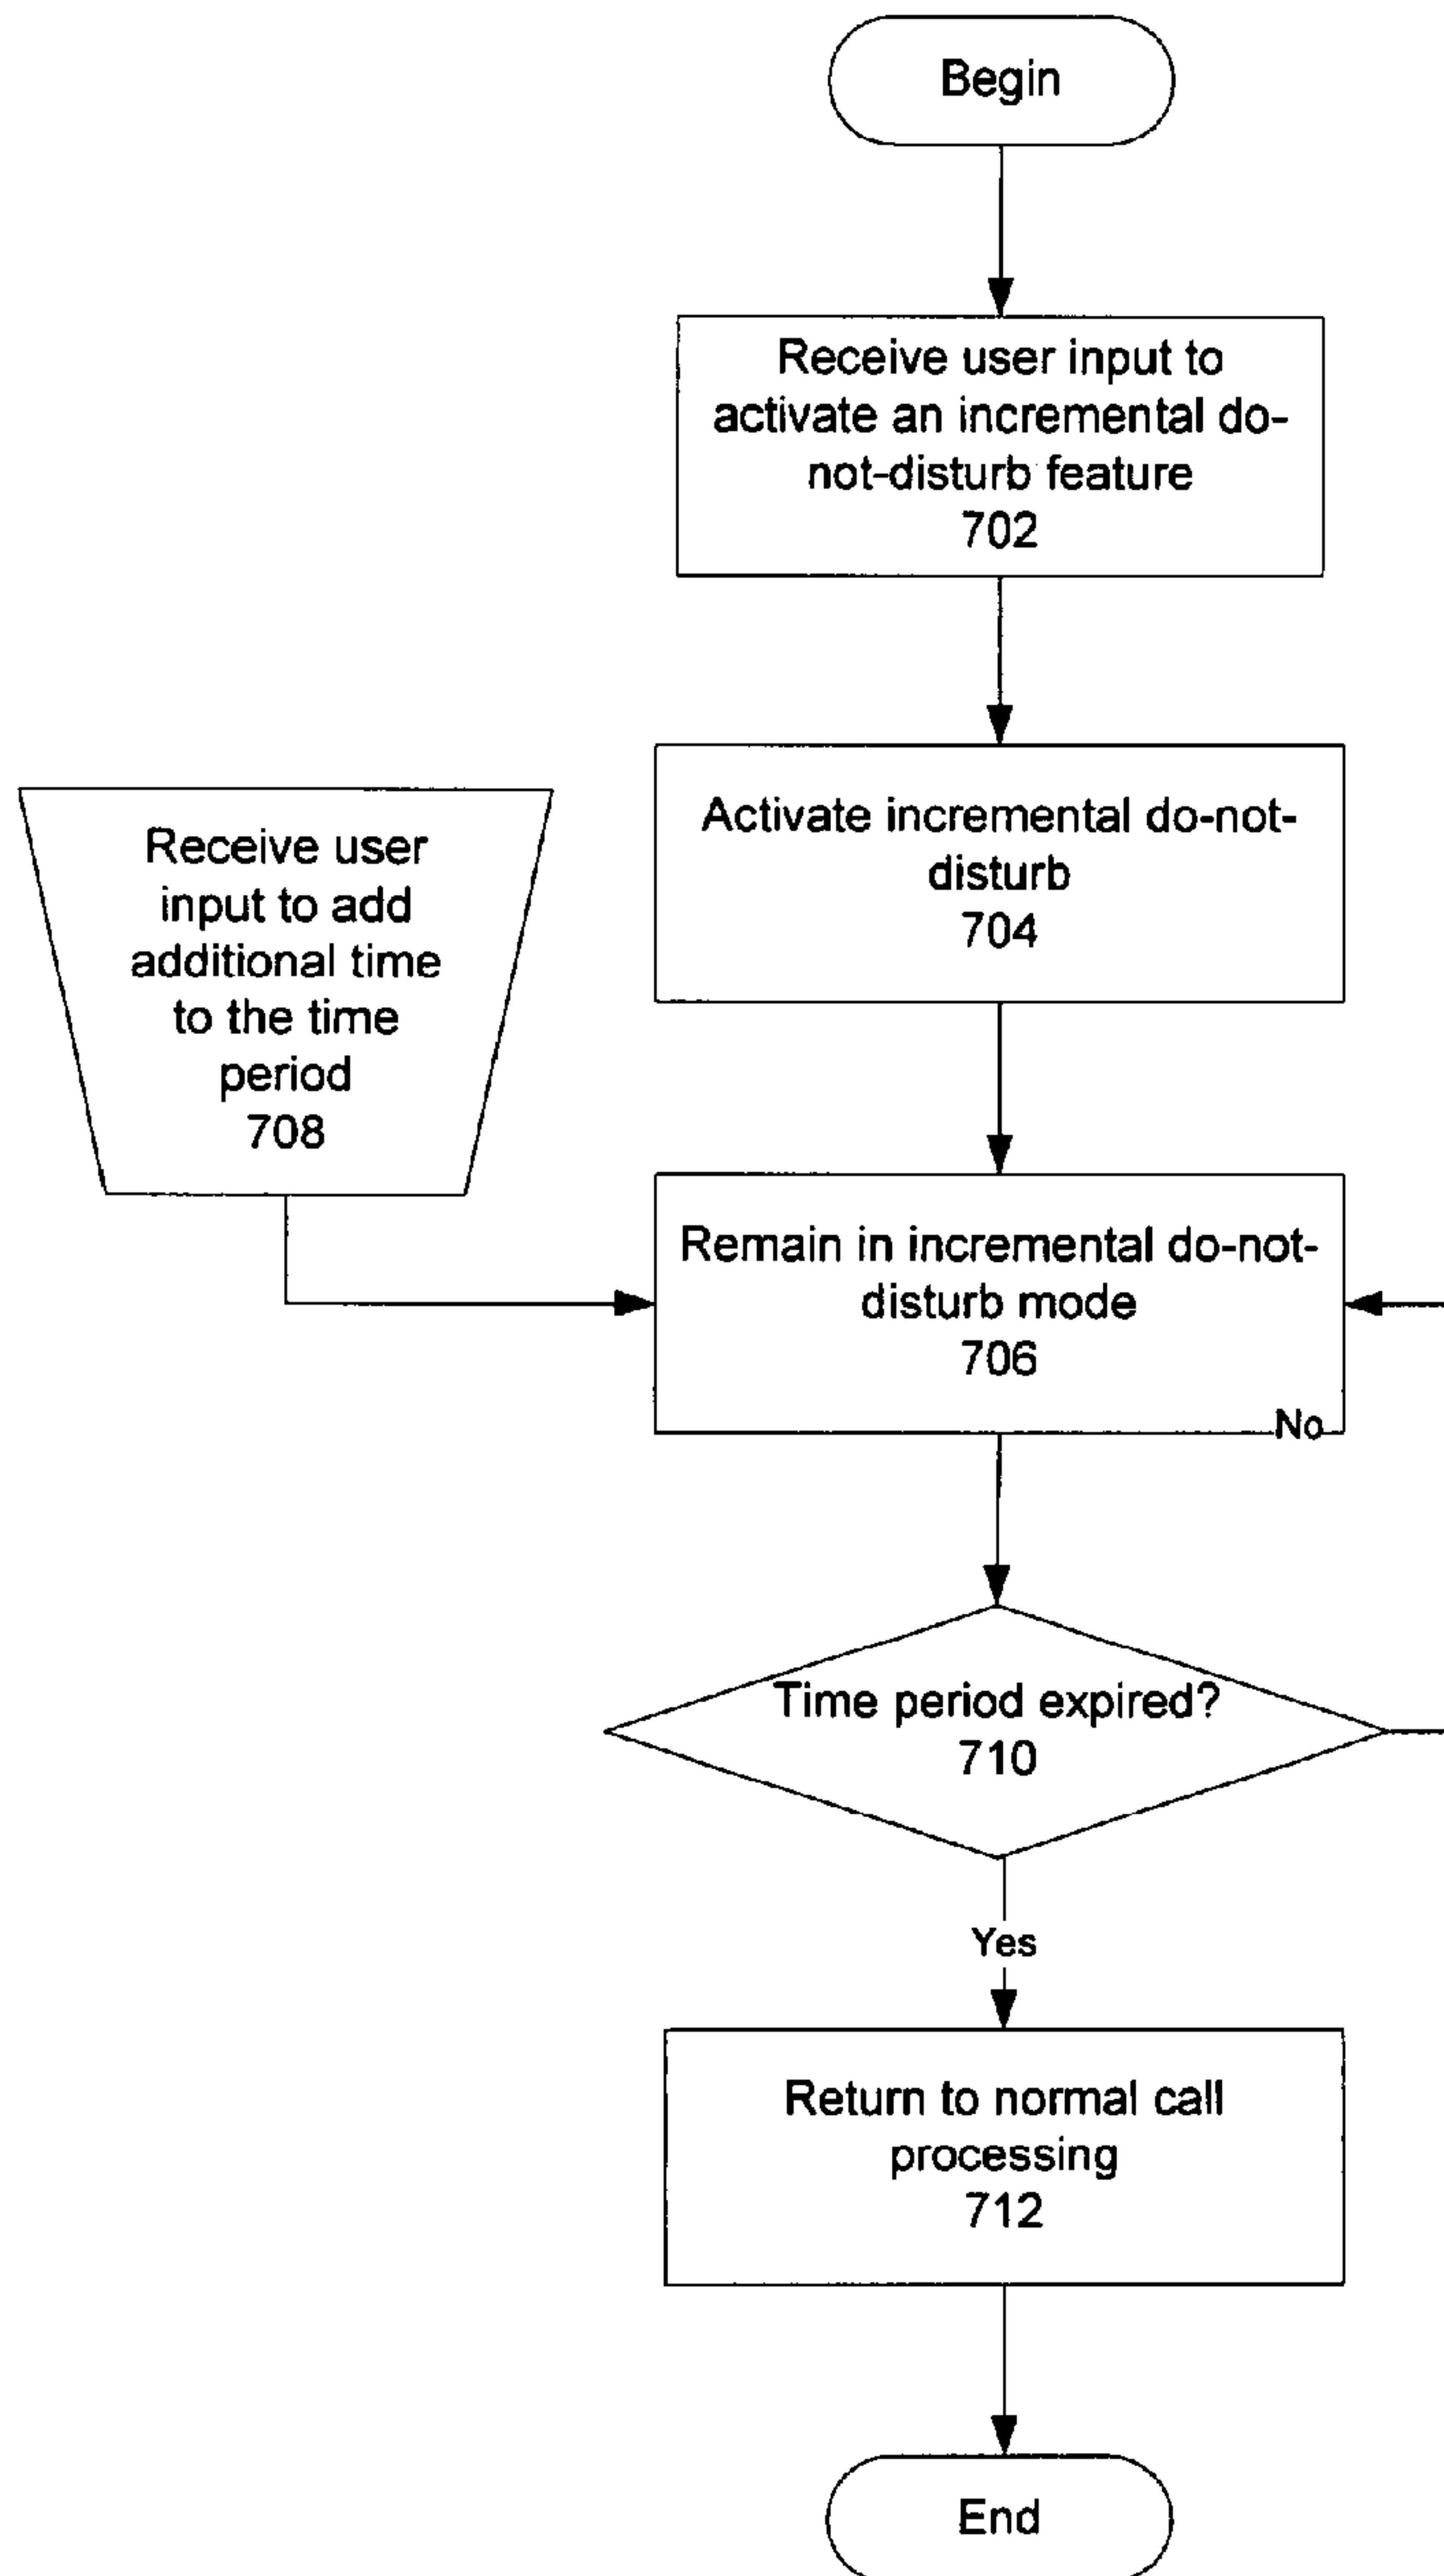 Begin
Receive user input to
activate an incremental do-
not-disturb feature
702
Activate incremental do-not-
disturb
704
Receive user
input to add
additional time
to the time
period
708
Remain in incremental do-not-
disturb mode
706
No
Time period expired?
710
Yes
Return to normal call
processing
712
End